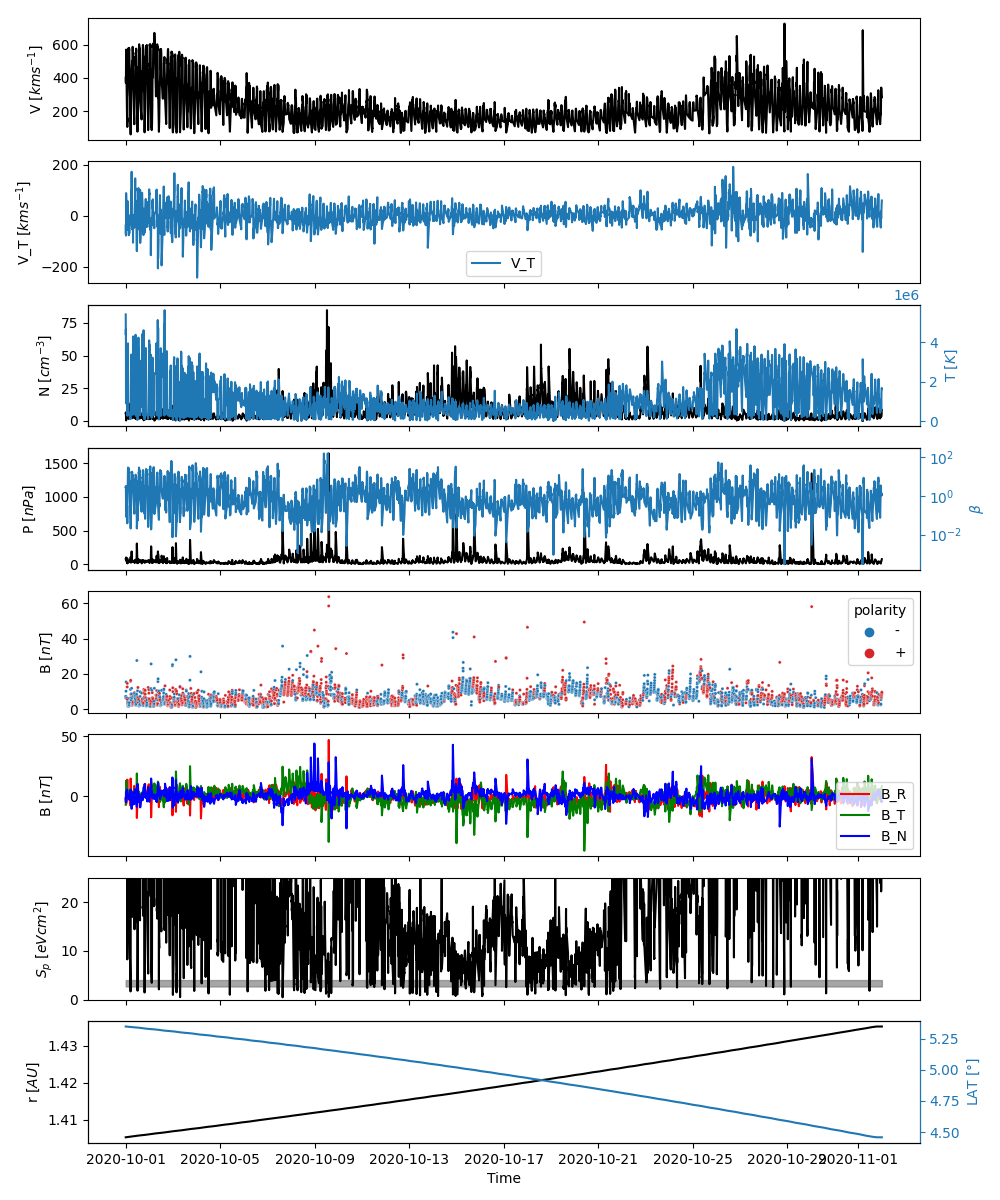 V [kms⁻¹]
600
400
200
V_T [kms⁻¹]
200
0
−200
V_T
1e6
N [cm⁻³]
75
50
25
0
4
2
0
T [K]
P [nPa]
1500
1000
500
0
10²
10⁰
10⁻²
β
B [nT]
60
40
20
0
polarity
-
+
B [nT]
50
0
B_R
B_T
B_N
S_p [eVcm²]
20
10
0
r [AU]
1.43
1.42
1.41
5.25
5.00
4.75
4.50
LAT [°]
2020-10-01 2020-10-05 2020-10-09 2020-10-13 2020-10-17 2020-10-21 2020-10-25 2020-10-29 2020-11-01
Time